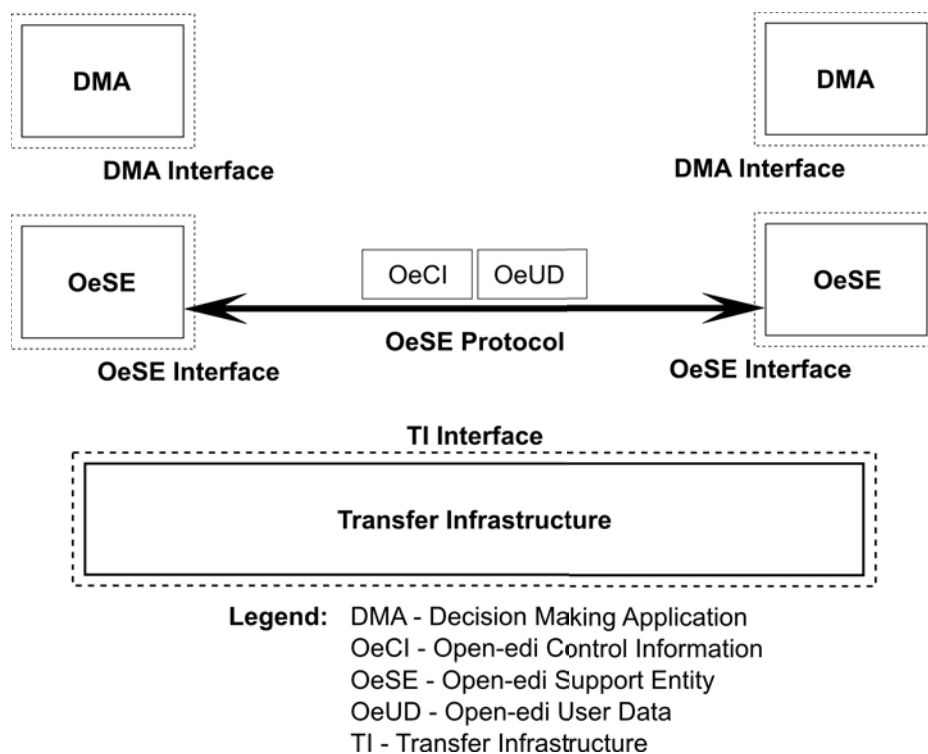 DMA
DMA
DMA Interface
DMA Interface
OeSE
OeCI
OeUD
OeSE
OeSE Protocol
OeSE Interface
OeSE Interface
TI Interface
Transfer Infrastructure
Legend: DMA - Decision Making Application
OeCI - Open-edi Control Information
OeSE - Open-edi Support Entity
OeUD - Open-edi User Data
TI - Transfer Infrastructure